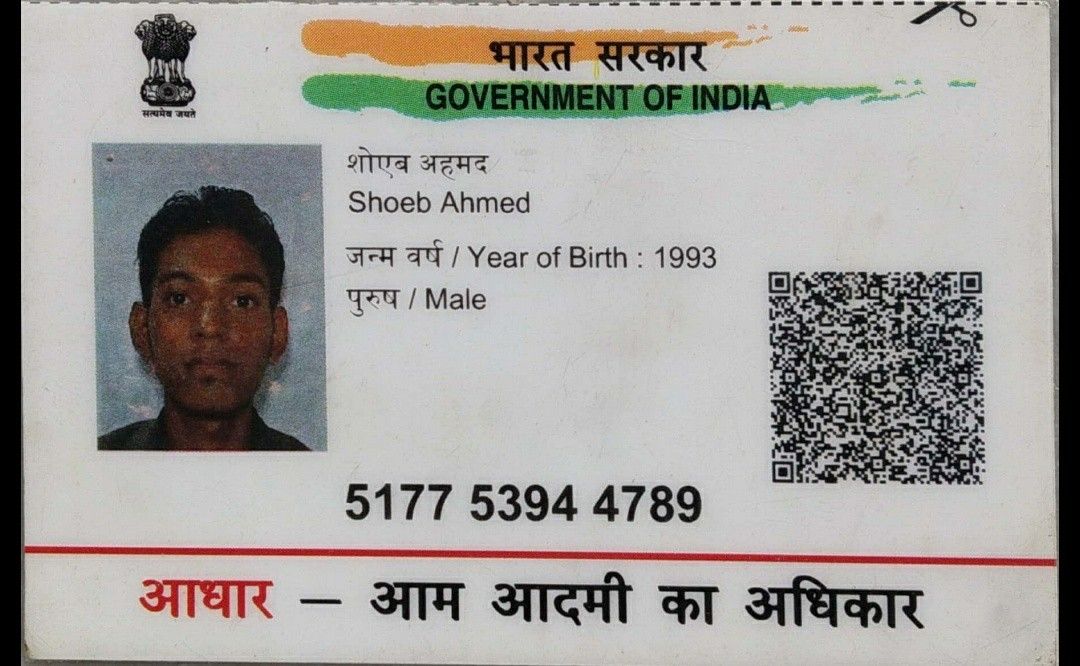 भारत सरकार
GOVERNMENT OF INDIA
सत्यमेव जयते
शोएब अहमद
Shoeb Ahmed
जन्म वर्ष / Year of Birth : 1993
पुरुष / Male
5177 5394 4789
आधार — आम आदमी का अधिकार